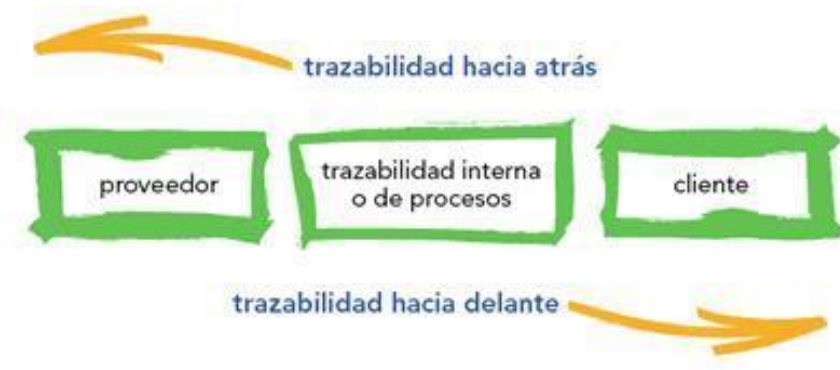 trazabilidad hacia atrás
proveedor
trazabilidad interna
o de procesos
cliente
trazabilidad hacia delante